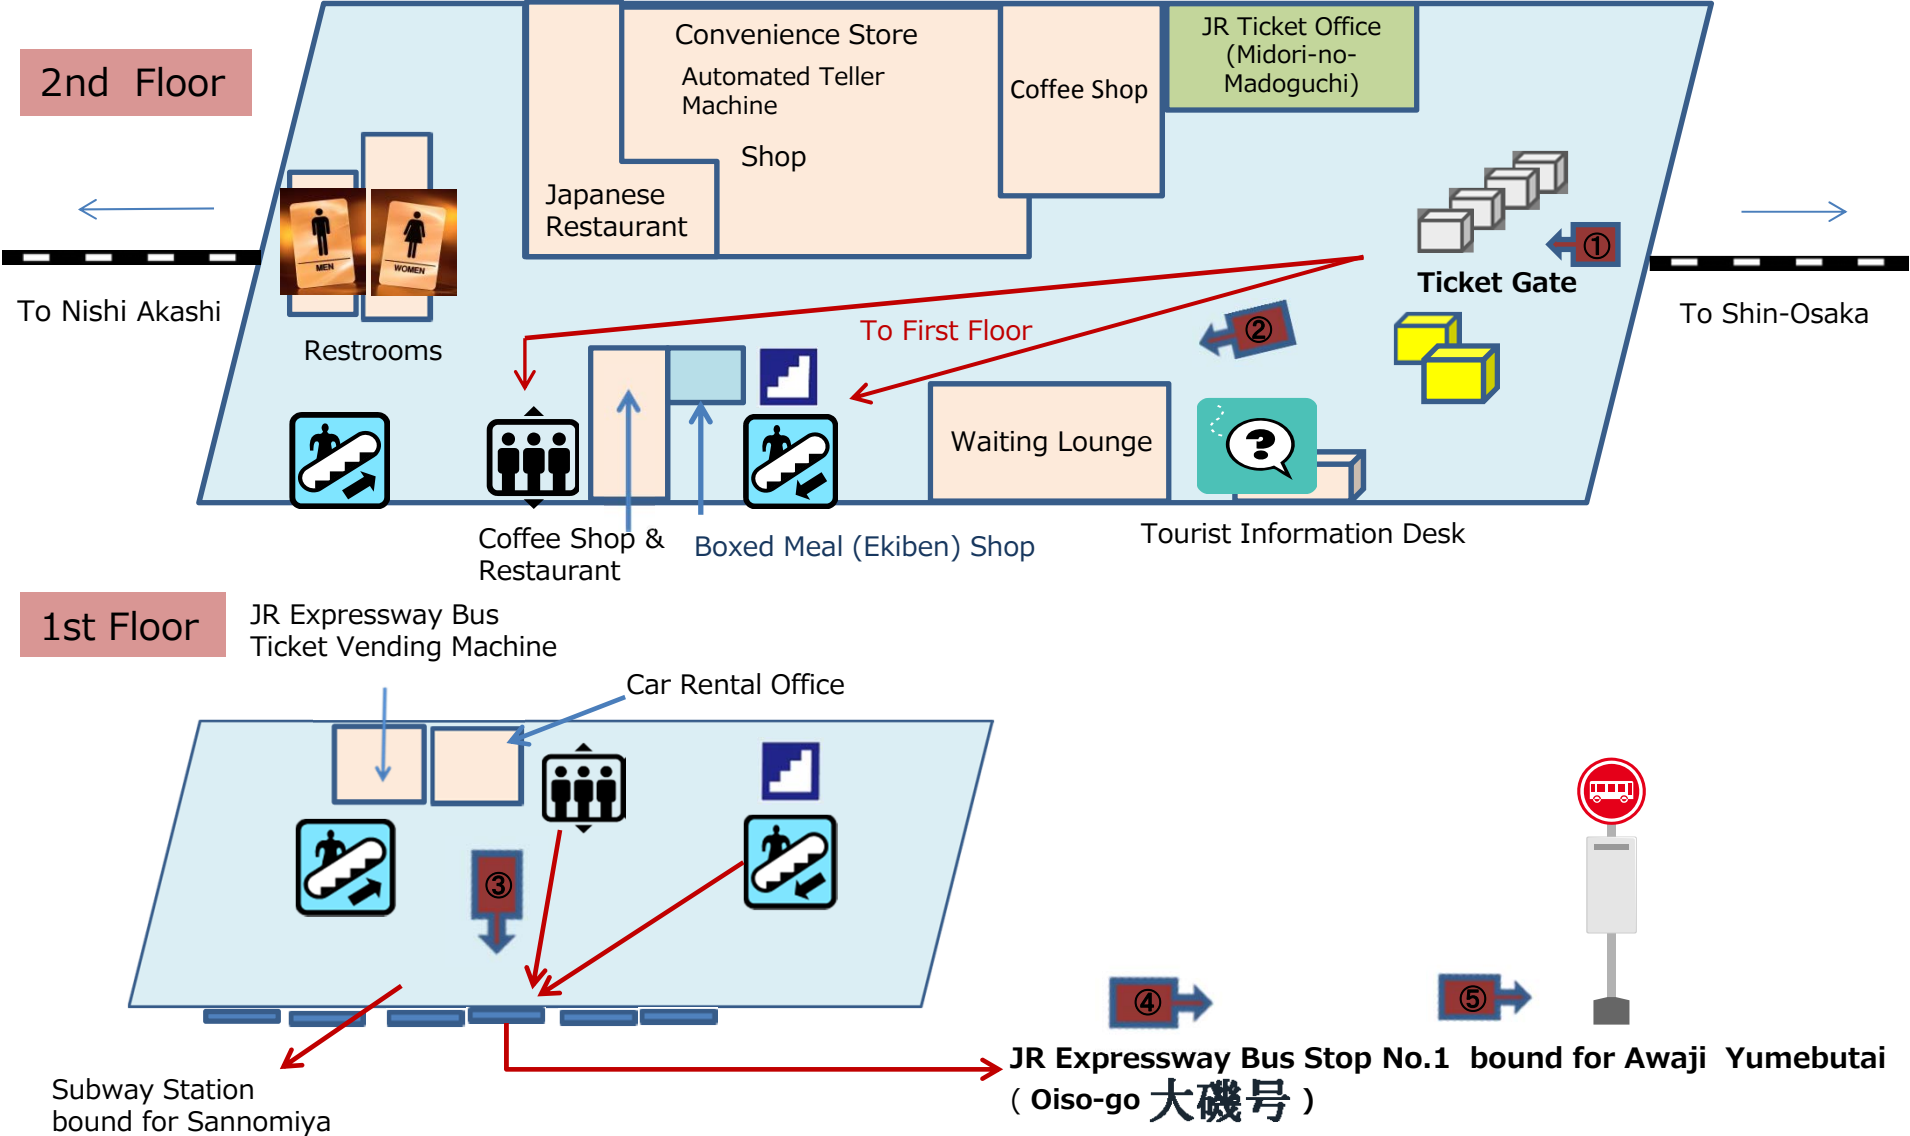 2nd Floor
Convenience Store
Automated Teller
Machine
Shop
Coffee Shop
JR Ticket Office
(Midori-no-
Madoguchi)
Japanese
Restaurant
MEN
WOMEN
Restrooms
To Nishi Akashi
①
Ticket Gate
To Shin-Osaka
To First Floor
②
Waiting Lounge
?
Coffee Shop &
Restaurant
Boxed Meal (Ekiben) Shop
Tourist Information Desk
1st Floor
JR Expressway Bus
Ticket Vending Machine
Car Rental Office
③
④
⑤
JR Expressway Bus Stop No.1 bound for Awaji Yumebutai
( Oiso-go 大磯号 )
Subway Station
bound for Sannomiya